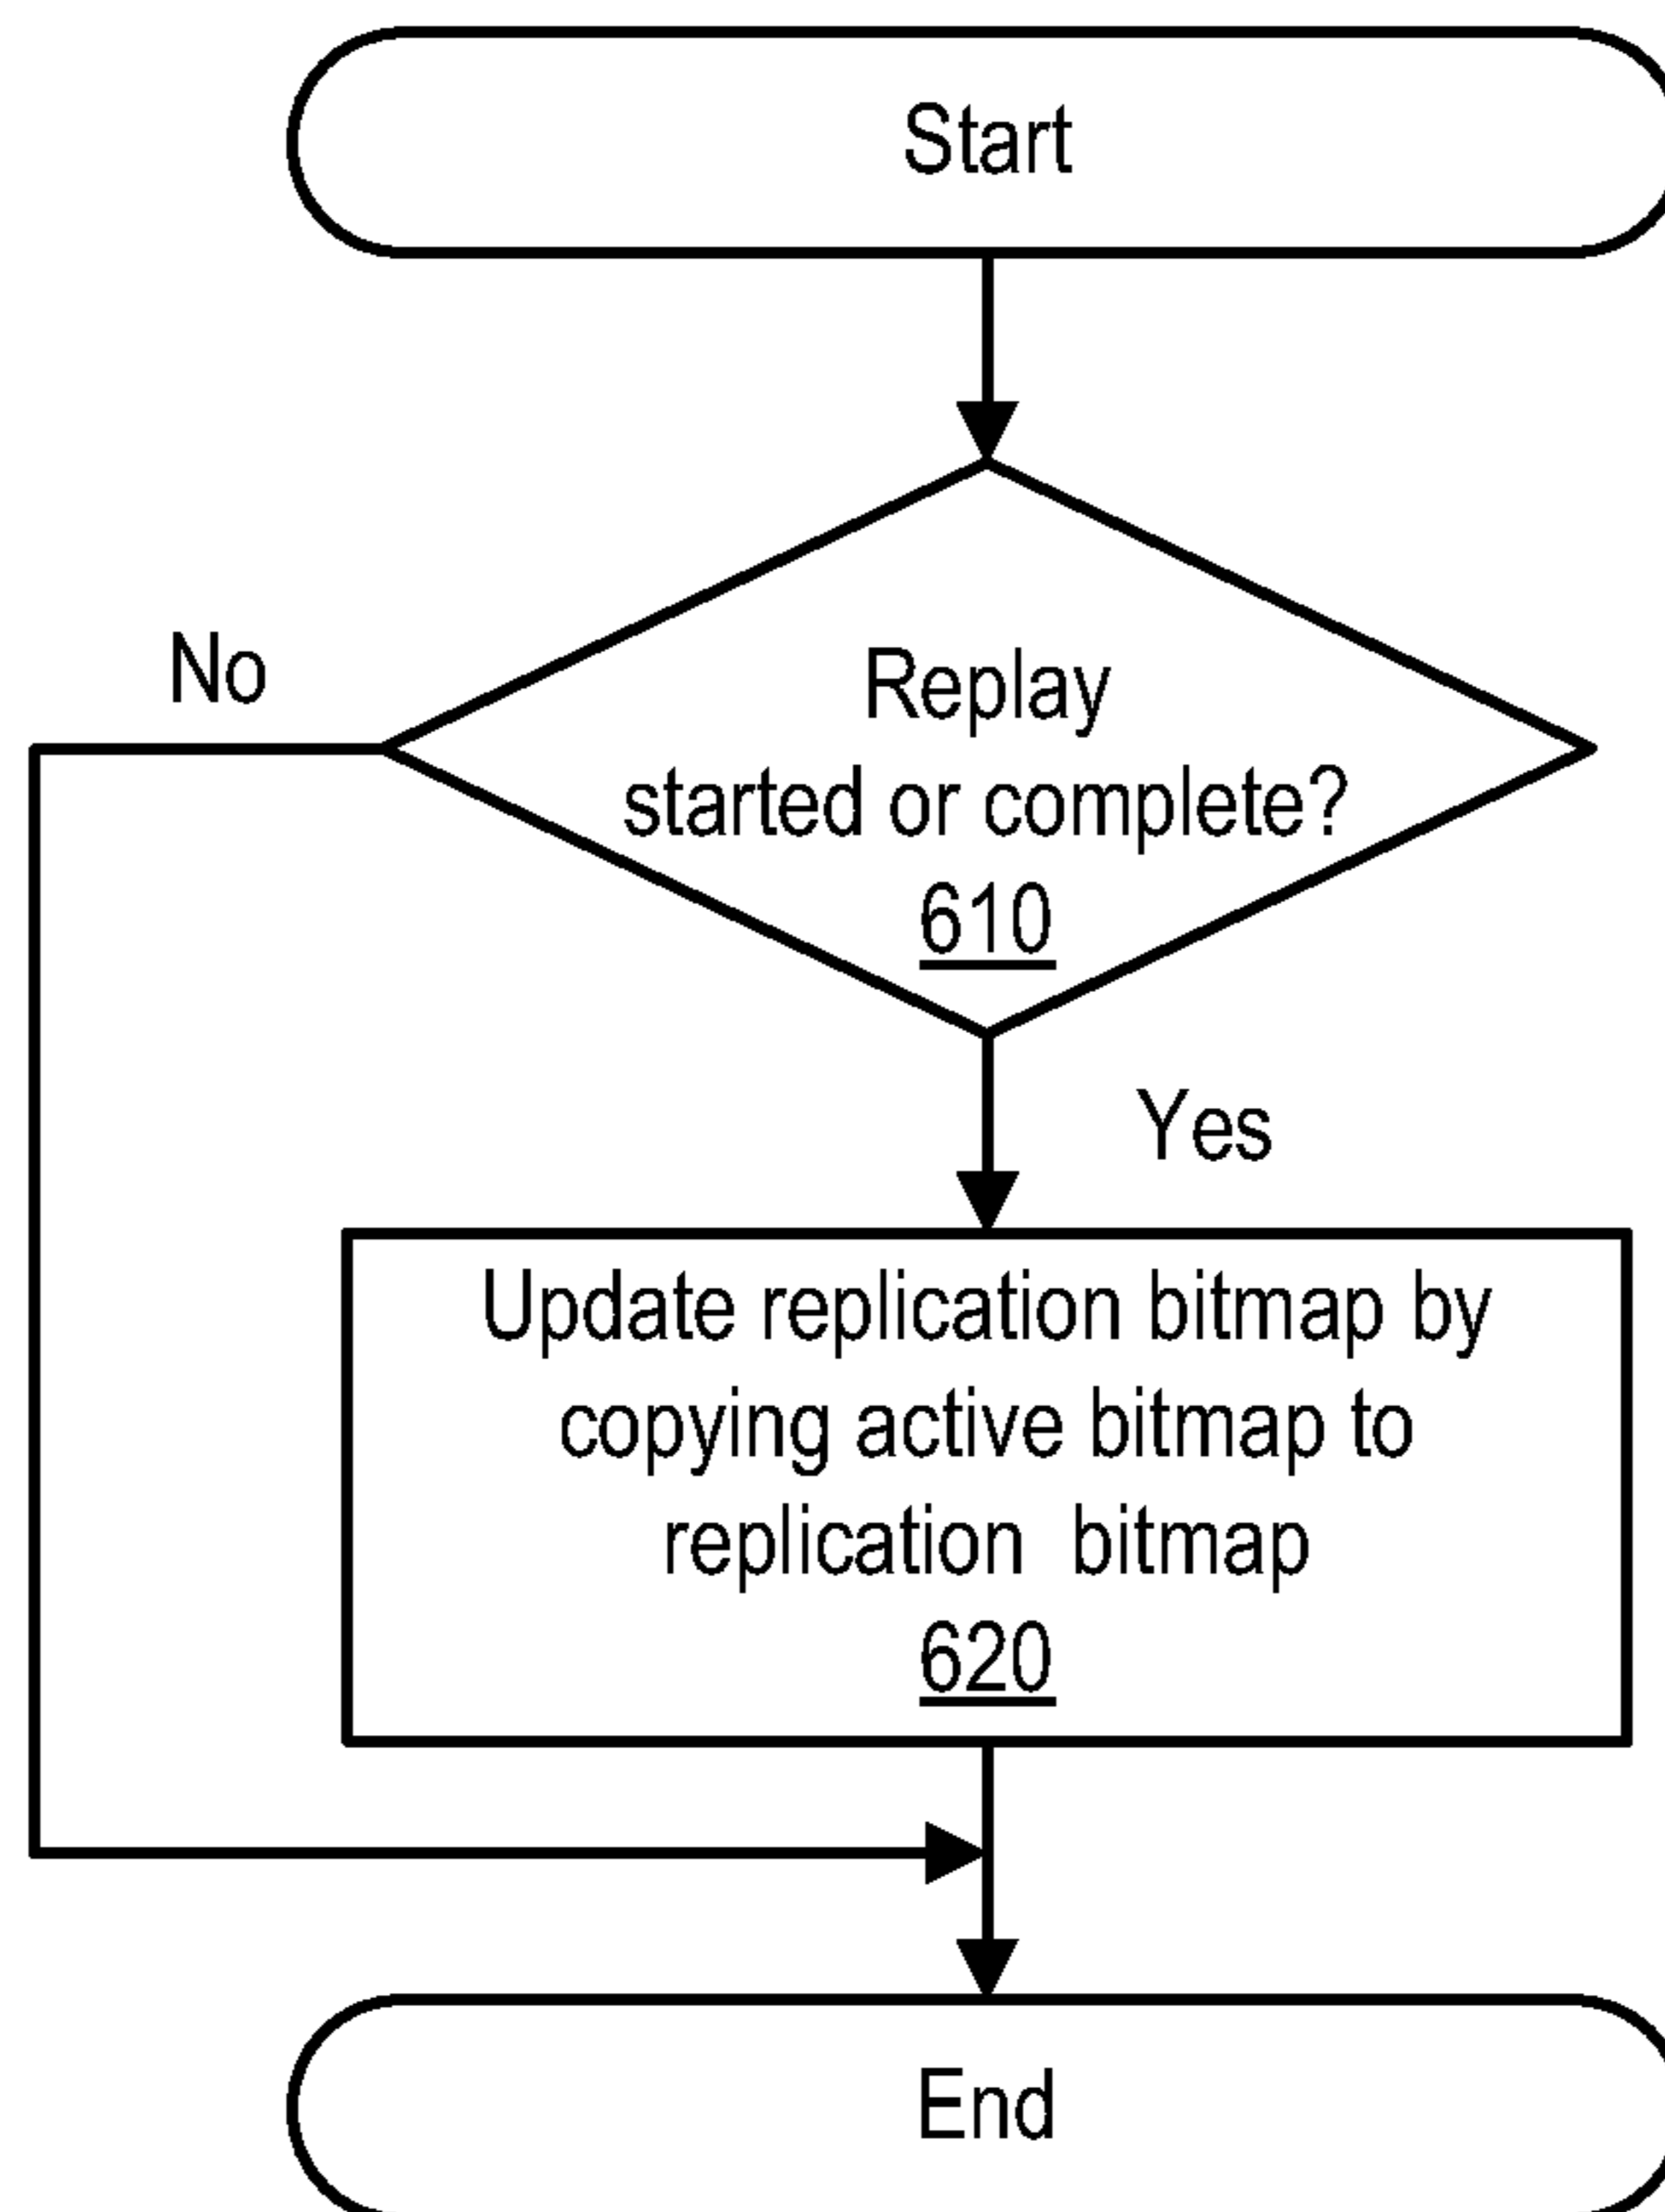 Start
No
Replay
started or complete?
610
Yes
Update replication bitmap by
copying active bitmap to
replication bitmap
620
End